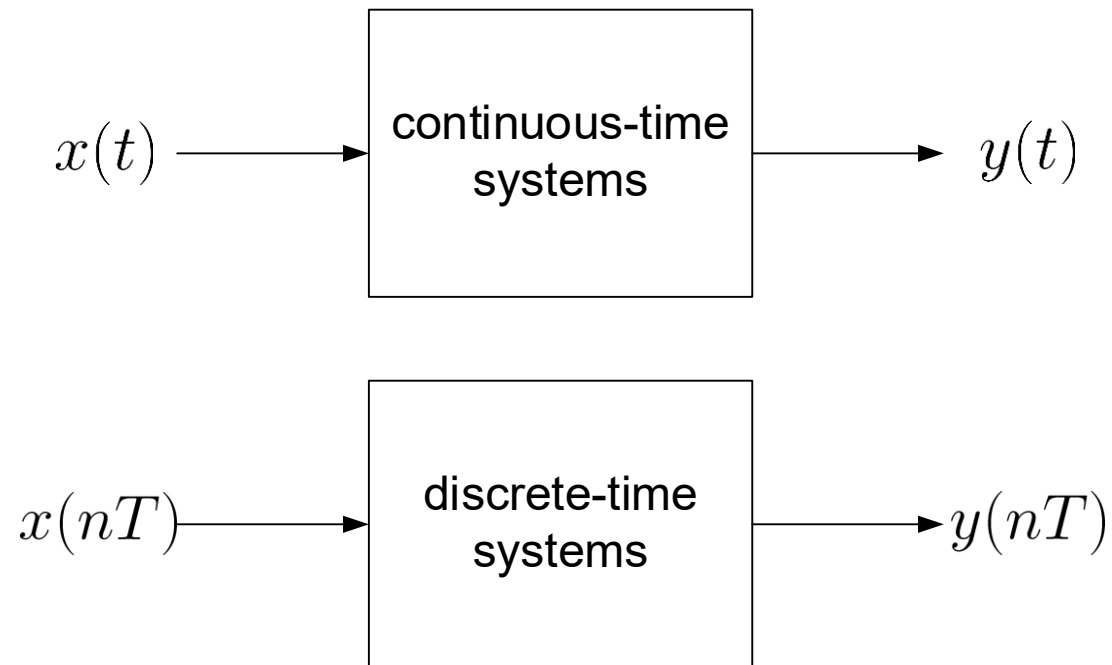 x(t)
continuous-time
systems
y(t)
x(nT)
discrete-time
systems
y(nT)